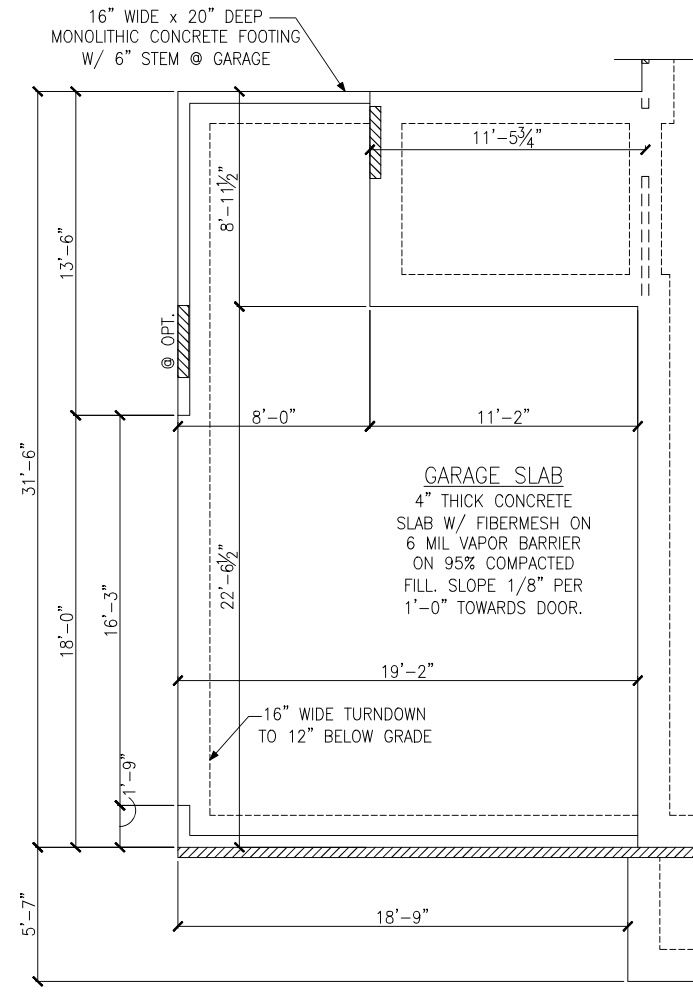 16" WIDE x 20" DEEP
MONOLITHIC CONCRETE FOOTING
W/ 6" STEM @ GARAGE
11'-5¾"
8'-11½"
13'-6"
@ OPT.
8'-0"
11'-2"
31'-6"
GARAGE SLAB
4" THICK CONCRETE
SLAB W/ FIBERMESH ON
6 MIL VAPOR BARRIER
ON 95% COMPACTED
FILL. SLOPE 1/8" PER
1'-0" TOWARDS DOOR.
22'-6½"
16'-3"
18'-0"
19'-2"
16" WIDE TURNDOWN
TO 12" BELOW GRADE
1'-9"
5'-7"
18'-9"